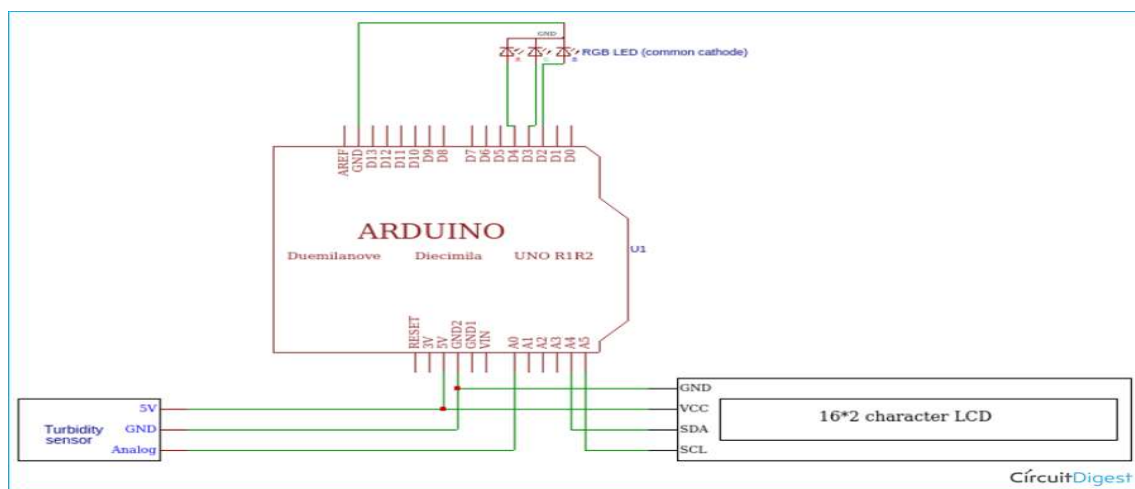 GND
R G B
RGB LED (common cathode)
AREF GND D13 D12 D11 D10 D9 D8 D7 D6 D5 D4 D3 D2 D1 D0
ARDUINO
Duemilanove Diecimila UNO R1R2
U1
RESET 3V 5V GND2 GND1 VIN A0 A1 A2 A3 A4 A5
5V
GND
Analog
Turbidity
sensor
GND
VCC
SDA
SCL
16*2 character LCD
CircuitDigest